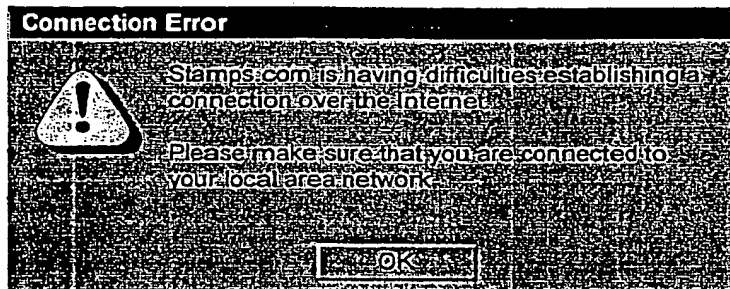 Connection Error
Stamps.com is having difficulties establishing a
connection over the Internet.
Please make sure that you are connected to
your local area network.
OK